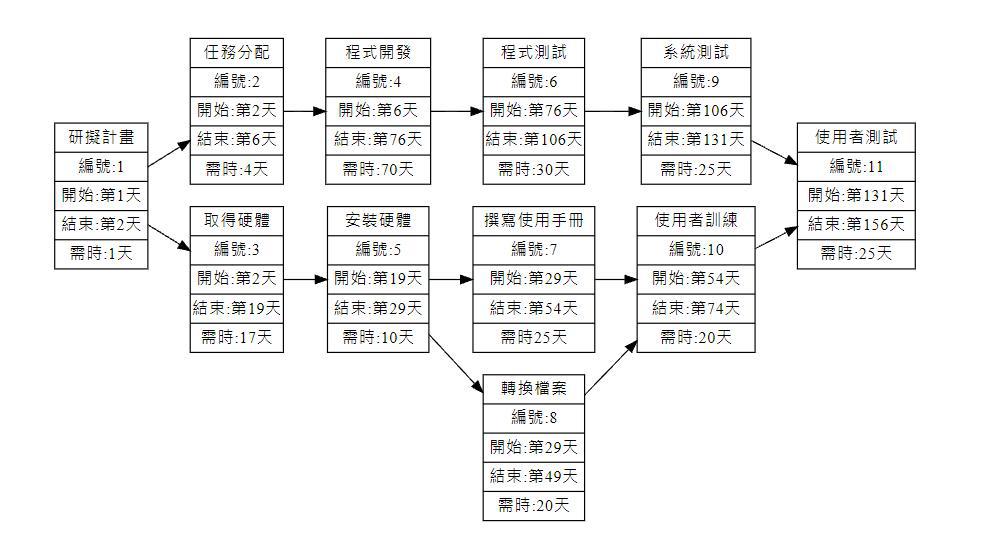 研擬計畫
編號:1
開始:第1天
結束:第2天
需時:1天
任務分配
編號:2
開始:第2天
結束:第6天
需時:4天
程式開發
編號:4
開始:第6天
結束:第76天
需時:70天
程式測試
編號:6
開始:第76天
結束:第106天
需時:30天
系統測試
編號:9
開始:第106天
結束:第131天
需時:25天
使用者測試
編號:11
開始:第131天
結束:第156天
需時:25天
取得硬體
編號:3
開始:第2天
結束:第19天
需時:17天
安裝硬體
編號:5
開始:第19天
結束:第29天
需時:10天
撰寫使用手冊
編號:7
開始:第29天
結束:第54天
需時25天
使用者訓練
編號:10
開始:第54天
結束:第74天
需時:20天
轉換檔案
編號:8
開始:第29天
結束:第49天
需時:20天